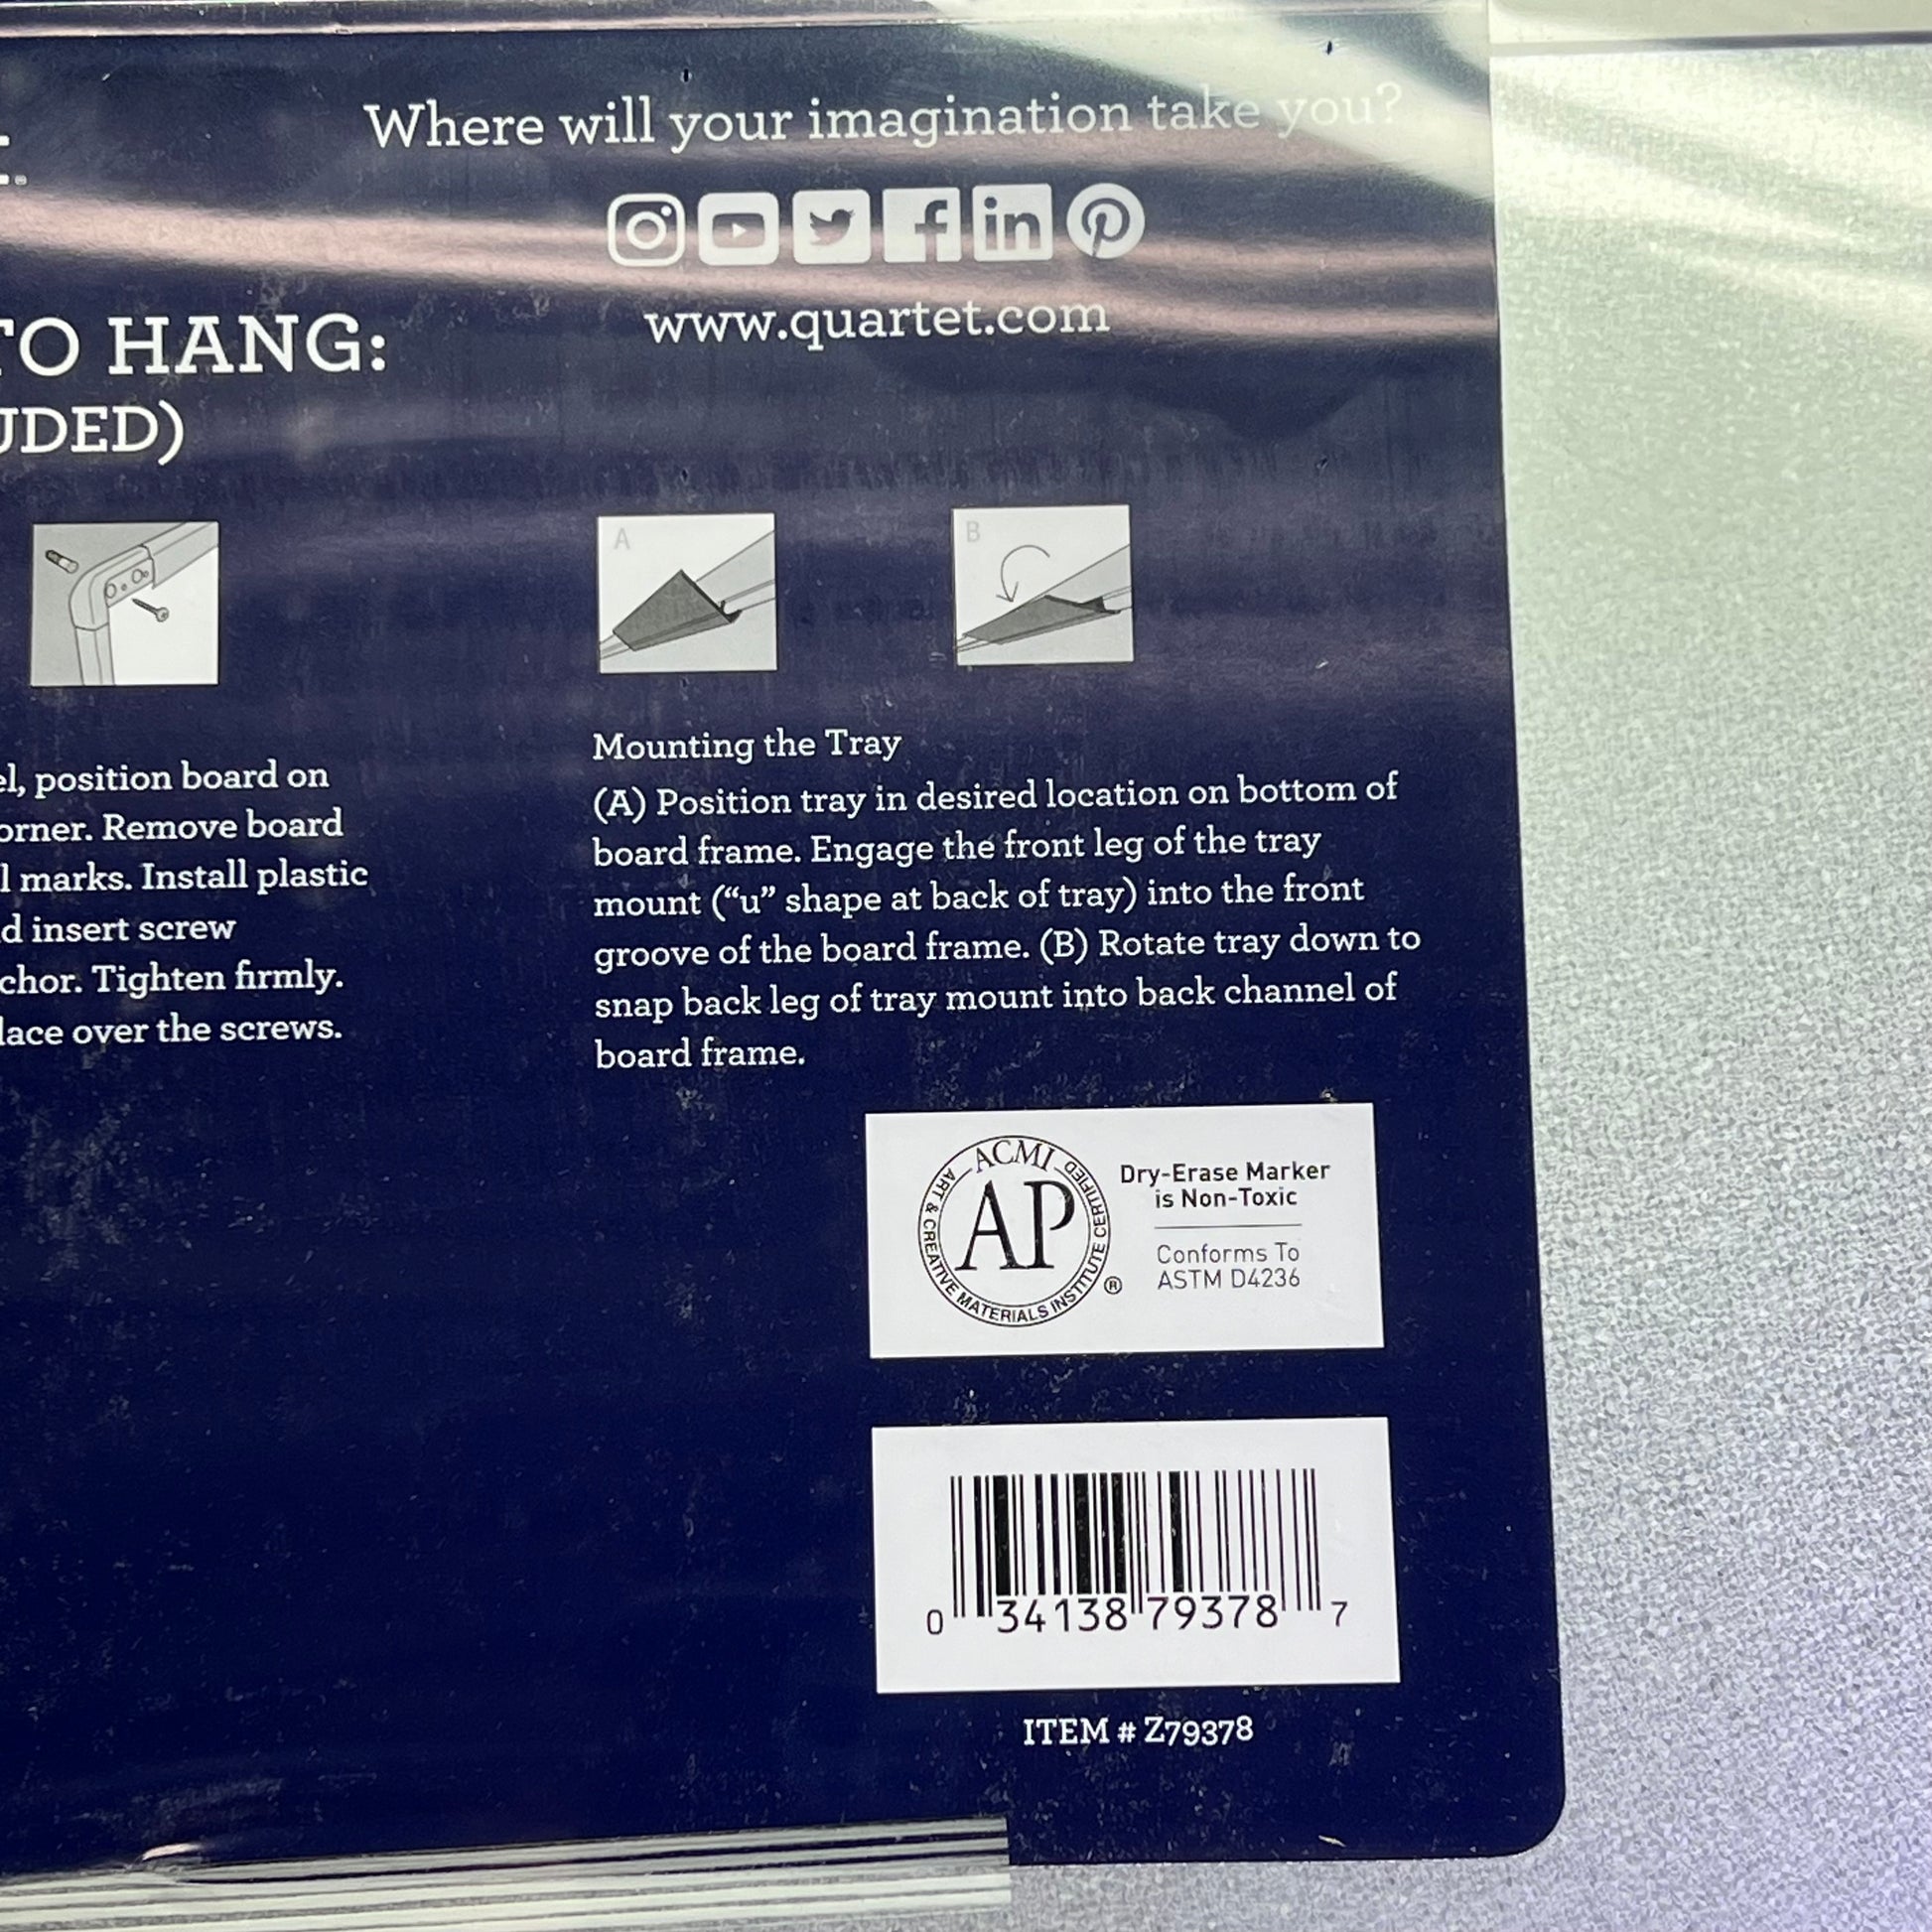 Where will your imagination take you?
in
www.quartet.com
TO HANG:
UDED)
A
B
el, position board on
orner. Remove board
l marks. Install plastic
d insert screw
chor. Tighten firmly.
lace over the screws.
Mounting the Tray
(A) Position tray in desired location on bottom of
board frame. Engage the front leg of the tray
mount (“u” shape at back of tray) into the front
groove of the board frame. (B) Rotate tray down to
snap back leg of tray mount into back channel of
board frame.
ACMI
AP
ART & CREATIVE MATERIALS INSTITUTE CERTIFIED
®
Dry-Erase Marker
is Non-Toxic
Conforms To
ASTM D4236
0 34138 79378 7
ITEM # Z79378